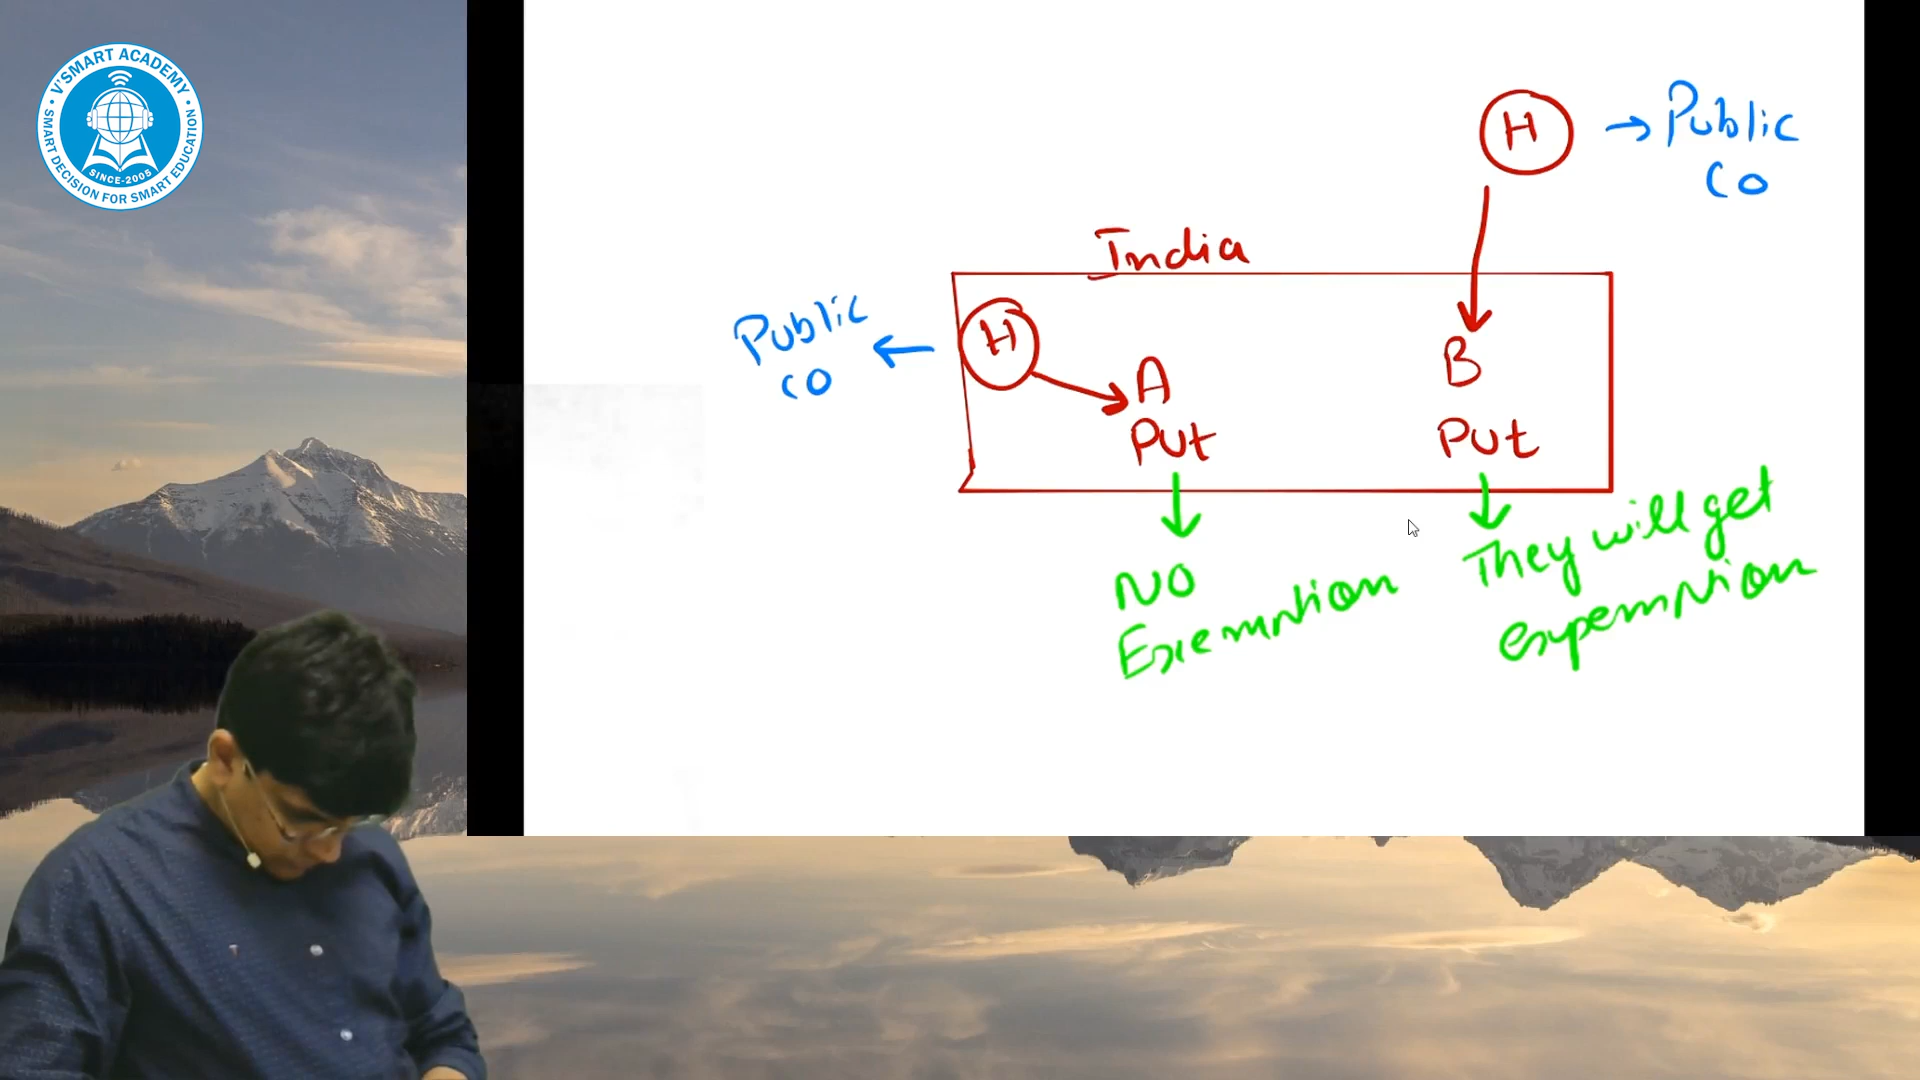 V'SMART ACADEMY
SMART DECISION FOR SMART EDUCATION
SINCE-2005
H → Public
Co
India
Public
Co
H
A
Put
B
Put
NO
Exemption
They will get
expemption